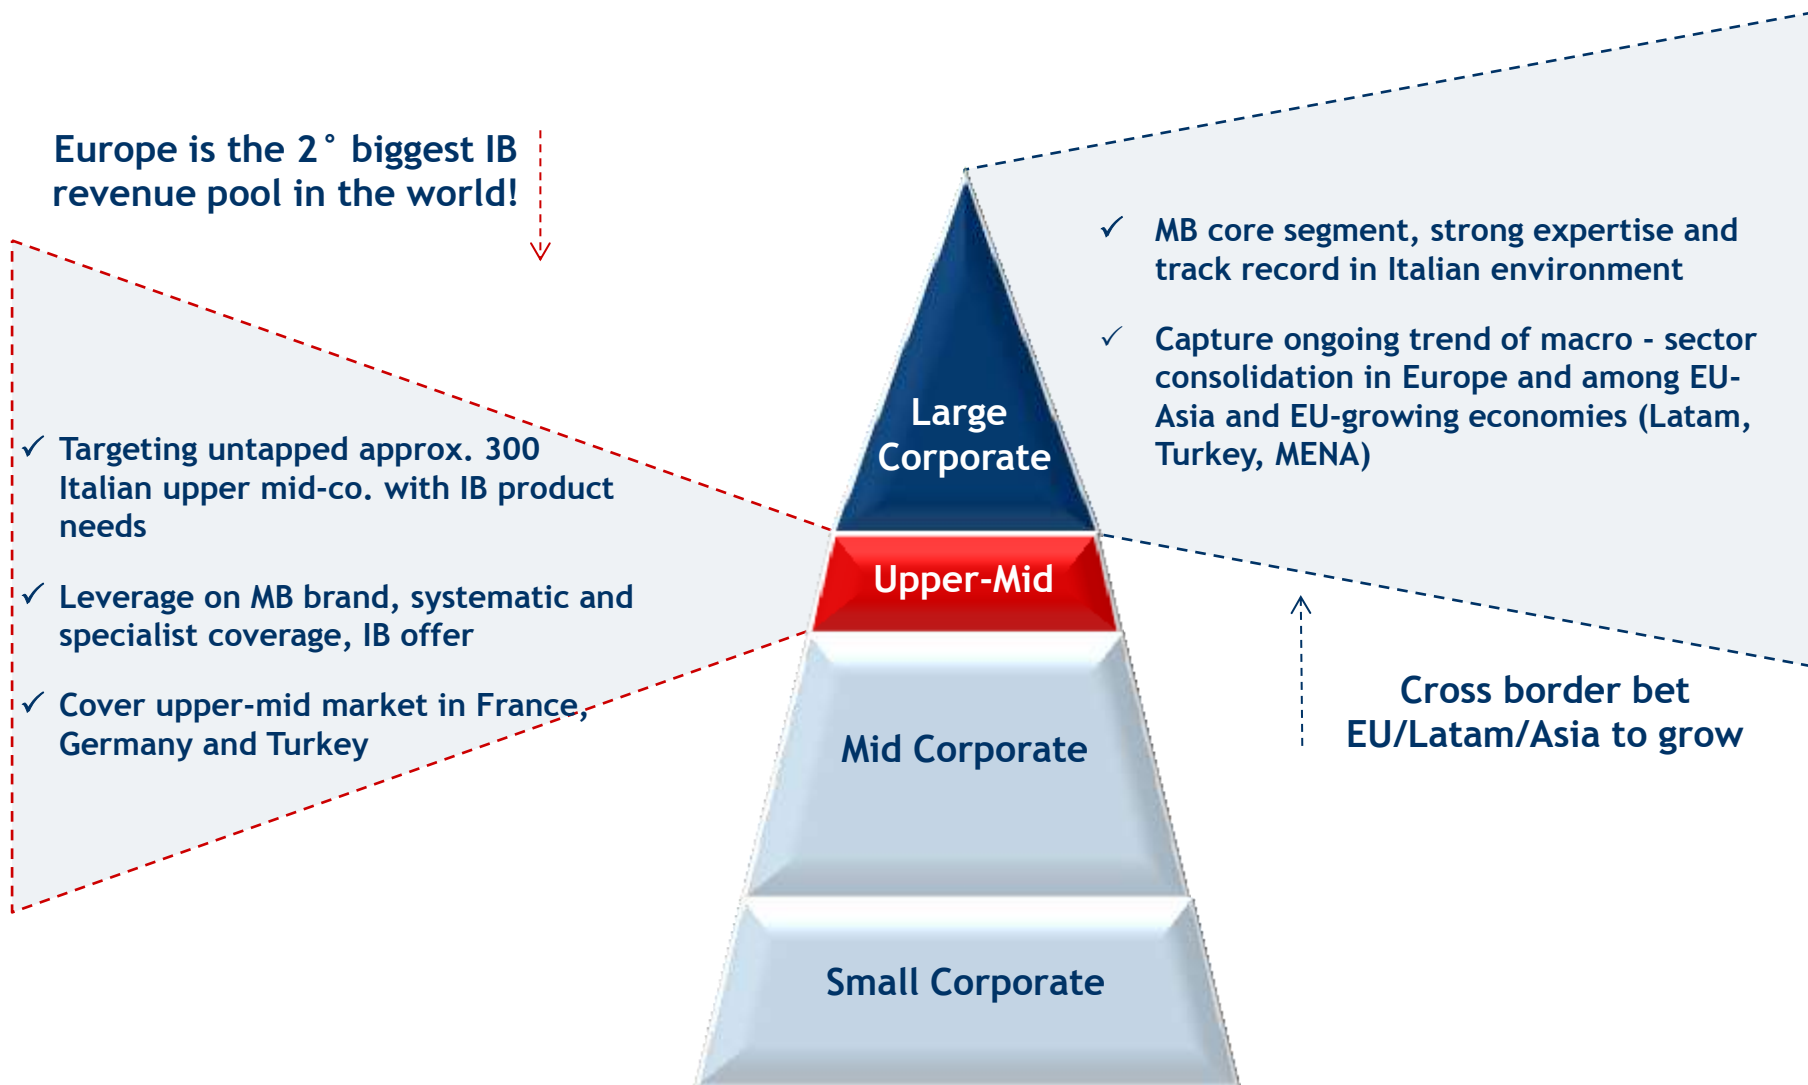 Europe is the 2° biggest IB
revenue pool in the world!
✓ Targeting untapped approx. 300
Italian upper mid-co. with IB product
needs
✓ Leverage on MB brand, systematic and
specialist coverage, IB offer
✓ Cover upper-mid market in France,
Germany and Turkey
Large
Corporate
Upper-Mid
Mid Corporate
Small Corporate
✓ MB core segment, strong expertise and
track record in Italian environment
✓ Capture ongoing trend of macro - sector
consolidation in Europe and among EU-
Asia and EU-growing economies (Latam,
Turkey, MENA)
Cross border bet
EU/Latam/Asia to grow